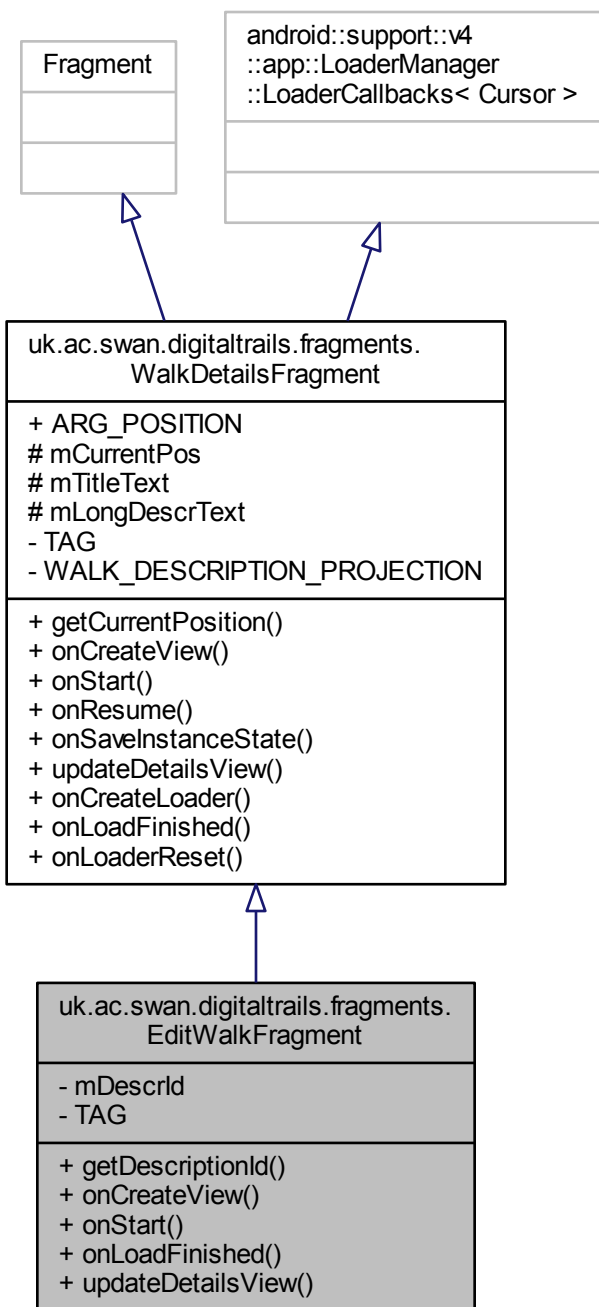 Fragment
android::support::v4
::app::LoaderManager
::LoaderCallbacks< Cursor >
uk.ac.swan.digitaltrails.fragments.
WalkDetailsFragment
+ ARG_POSITION
# mCurrentPos
# mTitleText
# mLongDescrText
- TAG
- WALK_DESCRIPTION_PROJECTION
+ getCurrentPosition()
+ onCreateView()
+ onStart()
+ onResume()
+ onSaveInstanceState()
+ updateDetailsView()
+ onCreateLoader()
+ onLoadFinished()
+ onLoaderReset()
uk.ac.swan.digitaltrails.fragments.
EditWalkFragment
- mDescrId
- TAG
+ getDescriptionId()
+ onCreateView()
+ onStart()
+ onLoadFinished()
+ updateDetailsView()